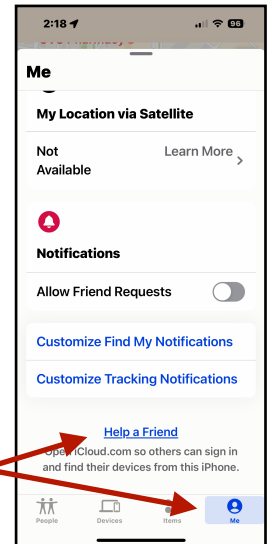 2:18
96
Me
My Location via Satellite
Not Learn More
Available
Notifications
Allow Friend Requests
Customize Find My Notifications
Customize Tracking Notifications
Help a Friend
Open iCloud.com so others can sign in
and find their devices from this iPhone.
People Devices Items Me